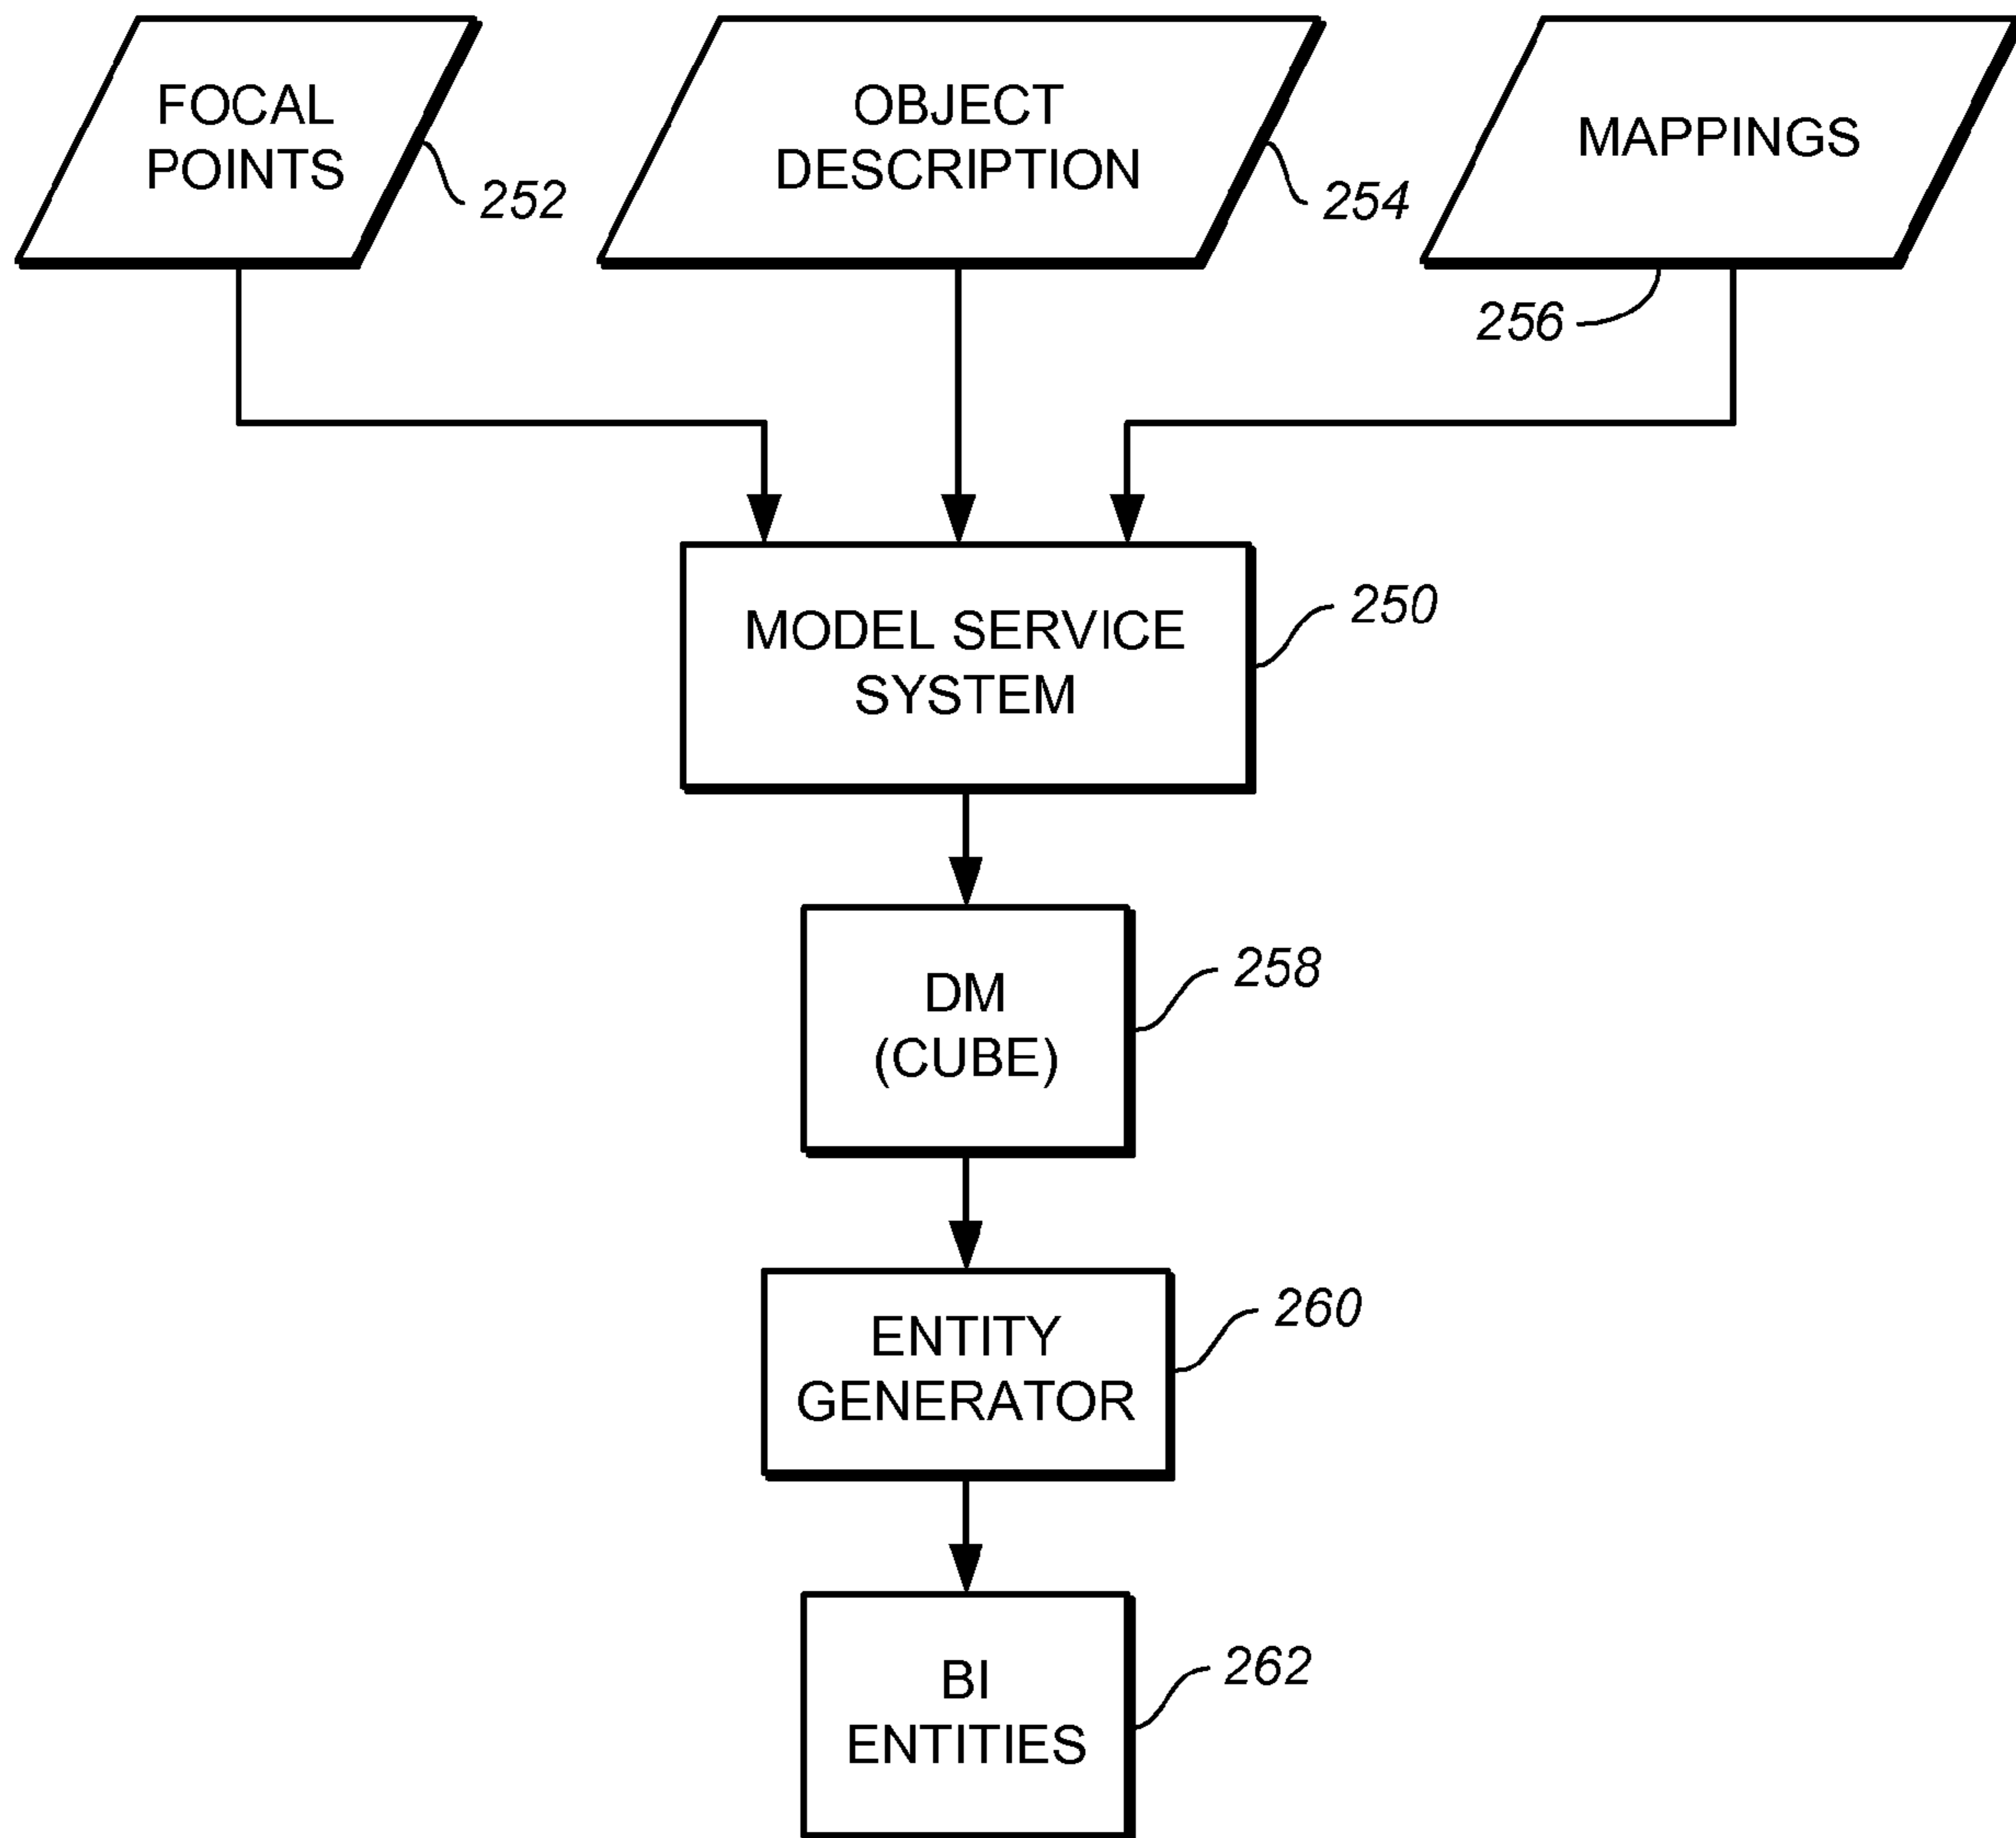 FOCAL
POINTS
252
OBJECT
DESCRIPTION
254
MAPPINGS
256
MODEL SERVICE
SYSTEM
250
DM
(CUBE)
258
ENTITY
GENERATOR
260
BI
ENTITIES
262